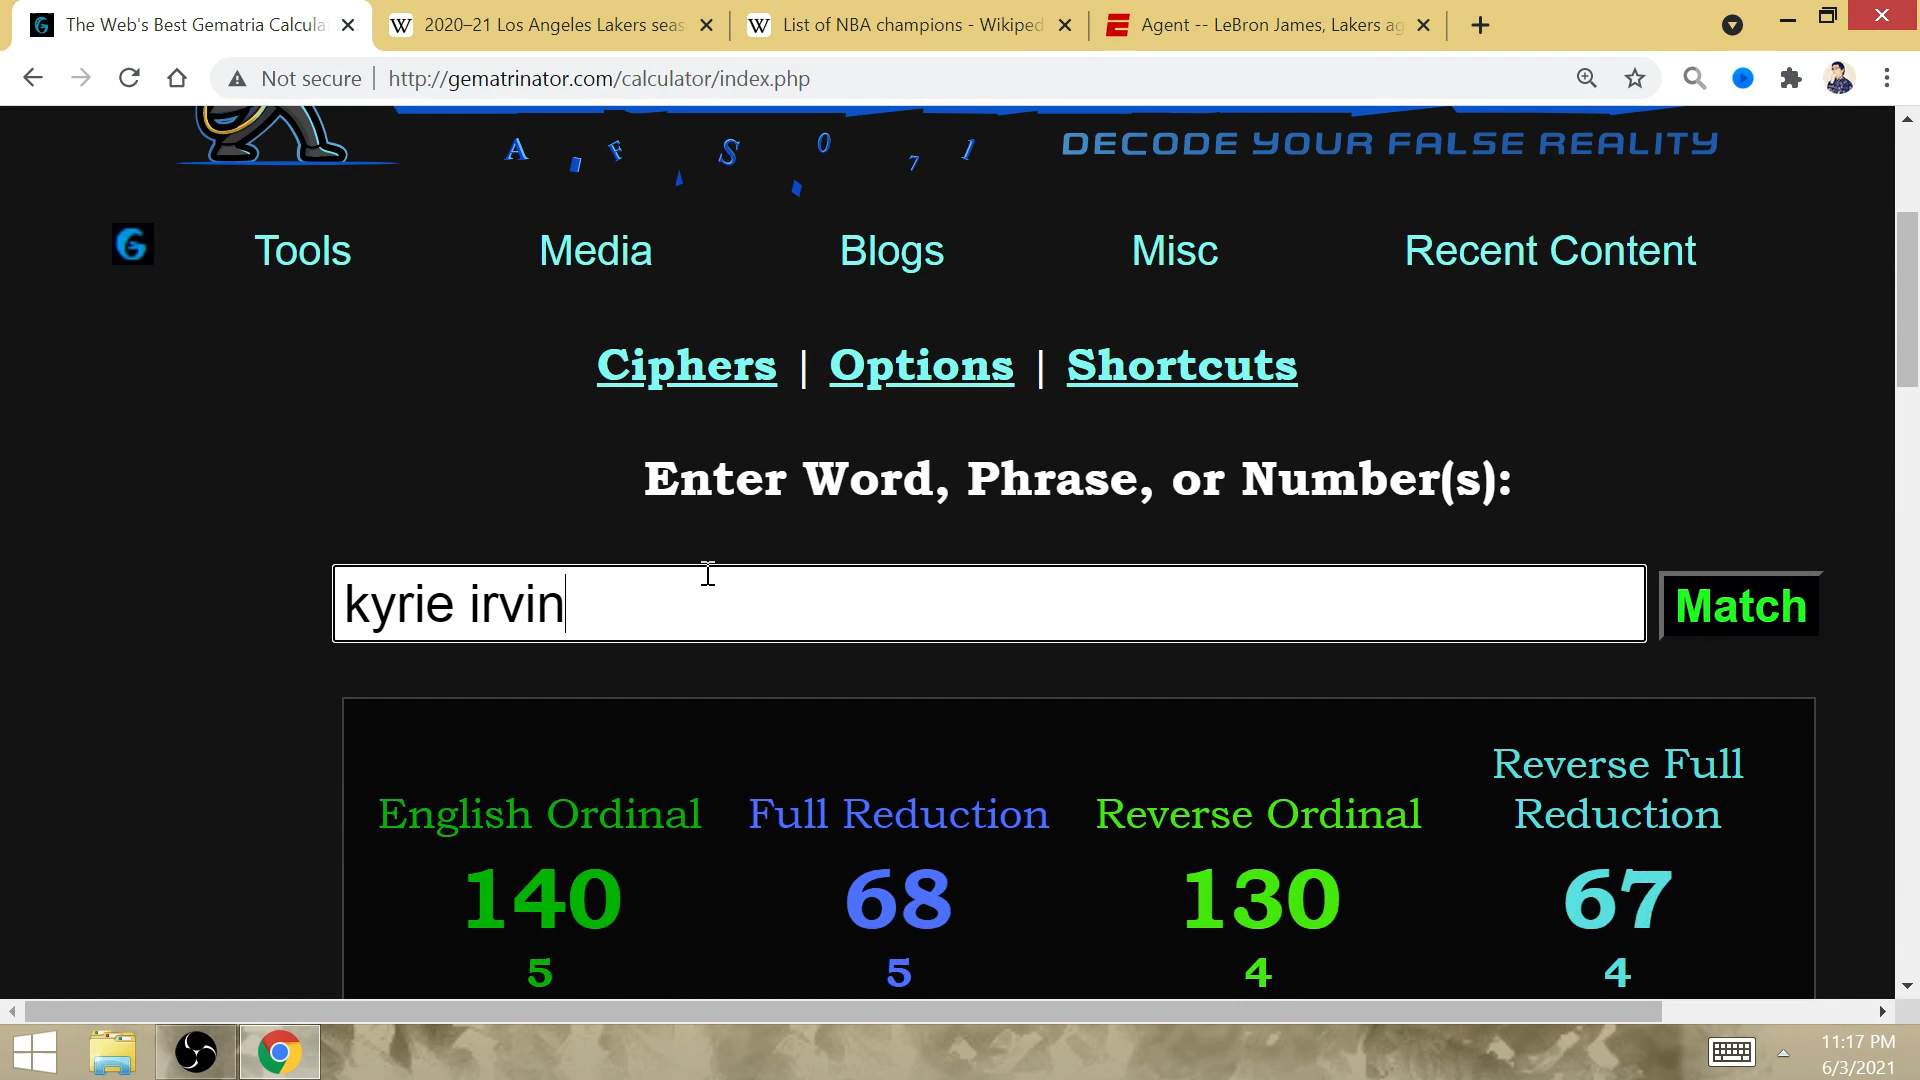 The Web's Best Gematria Calcula
2020–21 Los Angeles Lakers seas
List of NBA champions - Wikiped
Agent -- LeBron James, Lakers ag
Not secure
http://gematrinator.com/calculator/index.php
A F S 0 7 1
DECODE YOUR FALSE REALITY
G Tools Media Blogs Misc Recent Content
Ciphers | Options | Shortcuts
Enter Word, Phrase, or Number(s):
kyrie irvin
Match
English Ordinal Full Reduction Reverse Ordinal Reverse Full Reduction
140 68 130 67
5 5 4 4
11:17 PM
6/3/2021